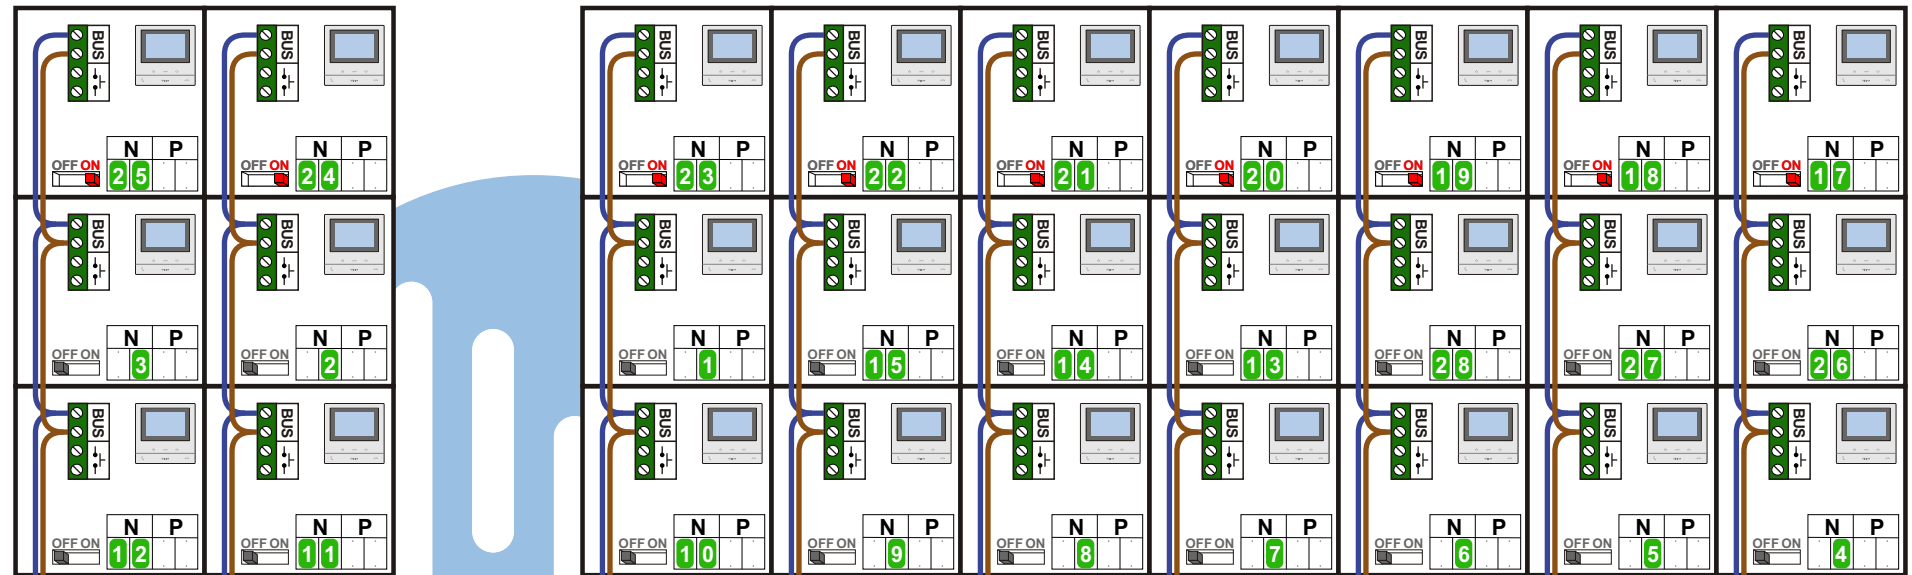 BUS BUS BUS BUS BUS BUS BUS BUS BUS
N P N P N P N P N P N P N P N P N P
OFF ON 25 OFF ON 24 OFF ON 23 OFF ON 22 OFF ON 21 OFF ON 20 OFF ON 19 OFF ON 18 OFF ON 17
BUS BUS BUS BUS BUS BUS BUS BUS BUS
N P N P N P N P N P N P N P N P N P
OFF ON 3 OFF ON 2 OFF ON 1 OFF ON 15 OFF ON 14 OFF ON 13 OFF ON 28 OFF ON 27 OFF ON 26
BUS BUS BUS BUS BUS BUS BUS BUS BUS
N P N P N P N P N P N P N P N P N P
OFF ON 12 OFF ON 11 OFF ON 10 OFF ON 9 OFF ON 8 OFF ON 7 OFF ON 6 OFF ON 5 OFF ON 4